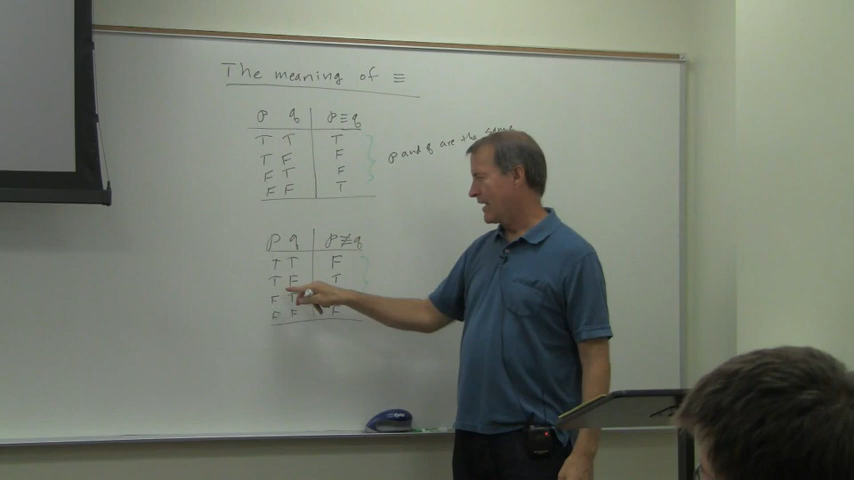 The meaning of ≡
p q p ≡ q
T T T
T F F
F T F
F F T
p and q are the same
p q p ≢ q
T T F
T F T
F T
F F F